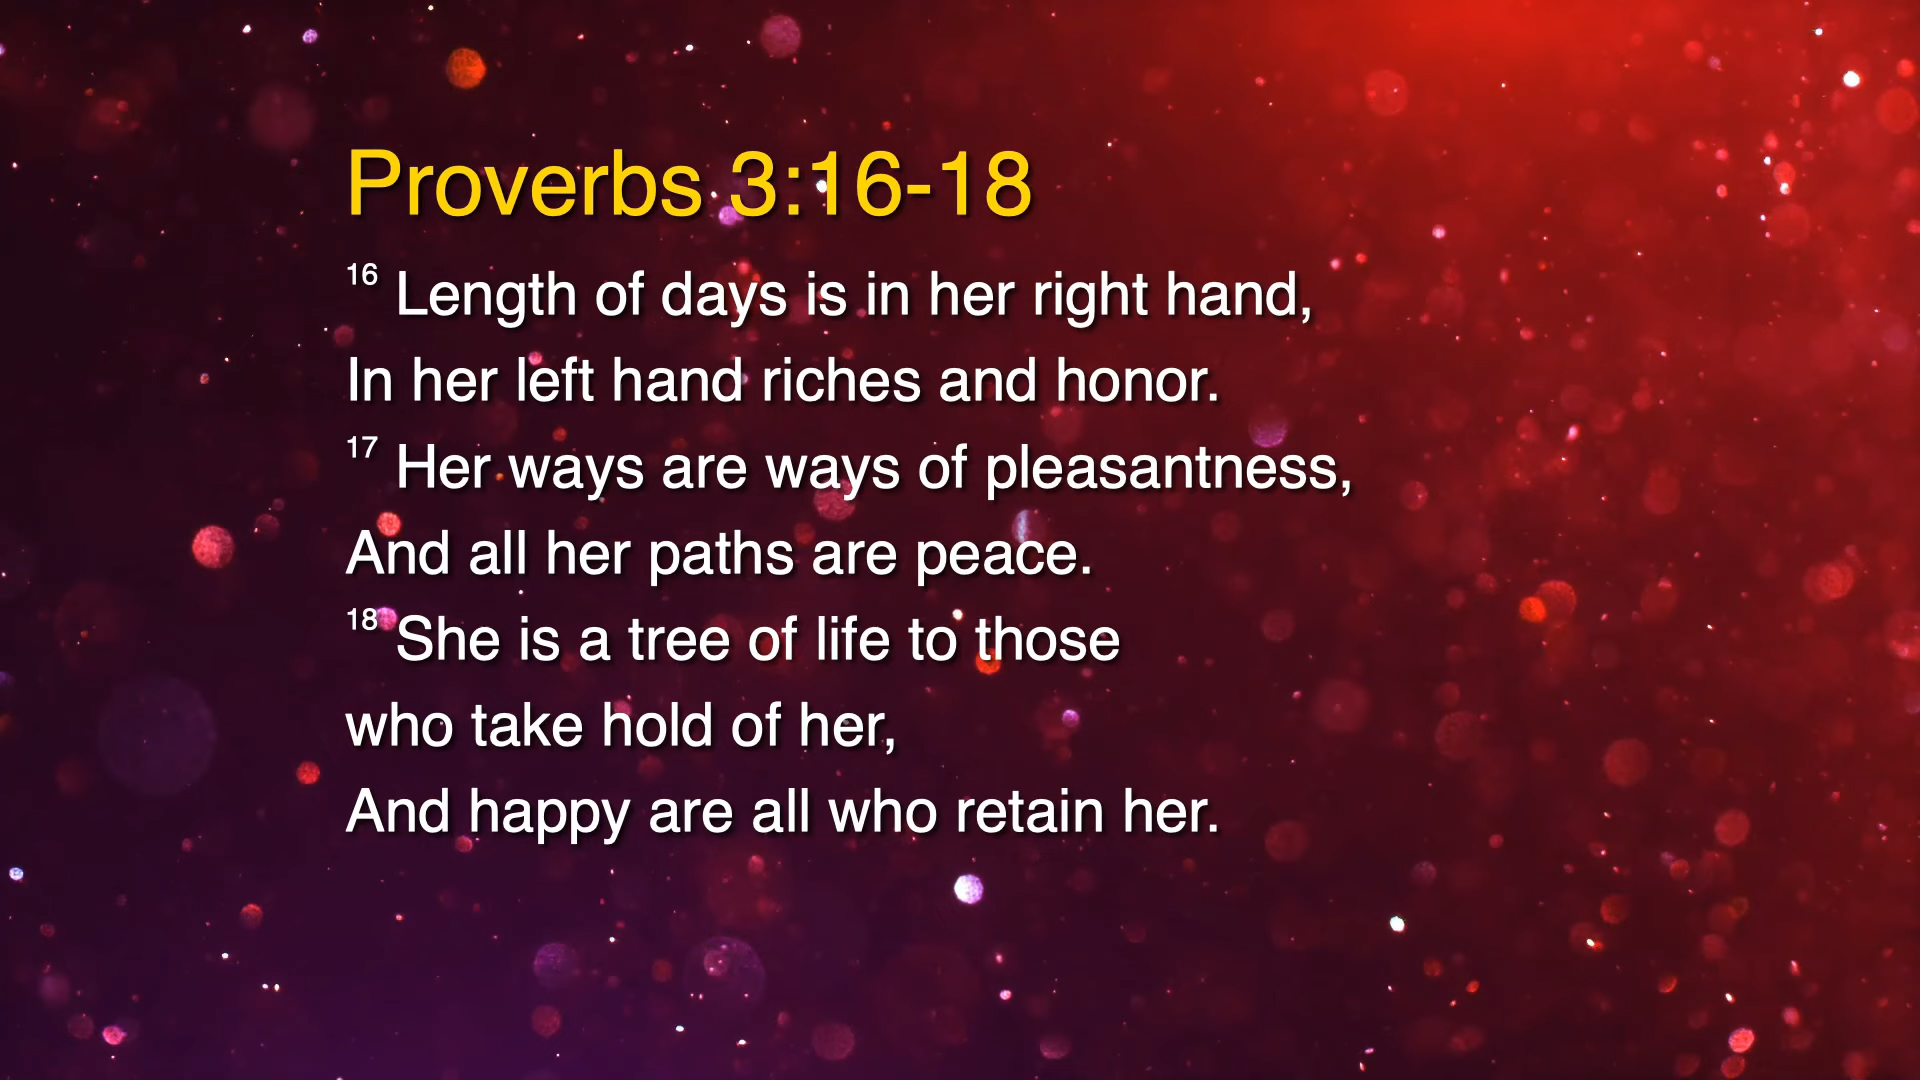 Proverbs 3:16-18
16 Length of days is in her right hand,
In her left hand riches and honor.
17 Her ways are ways of pleasantness,
And all her paths are peace.
18 She is a tree of life to those
who take hold of her,
And happy are all who retain her.